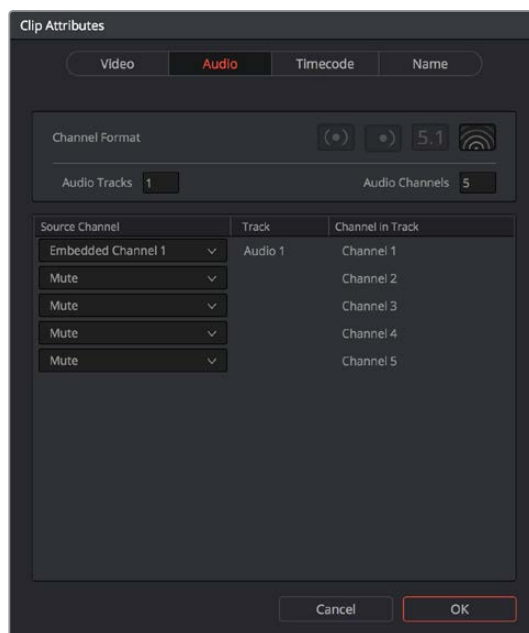 Clip Attributes
Video Audio Timecode Name
Channel Format 5.1
Audio Tracks 1 Audio Channels 5
Source Channel Track Channel in Track
Embedded Channel 1 Audio 1 Channel 1
Mute Channel 2
Mute Channel 3
Mute Channel 4
Mute Channel 5
Cancel OK